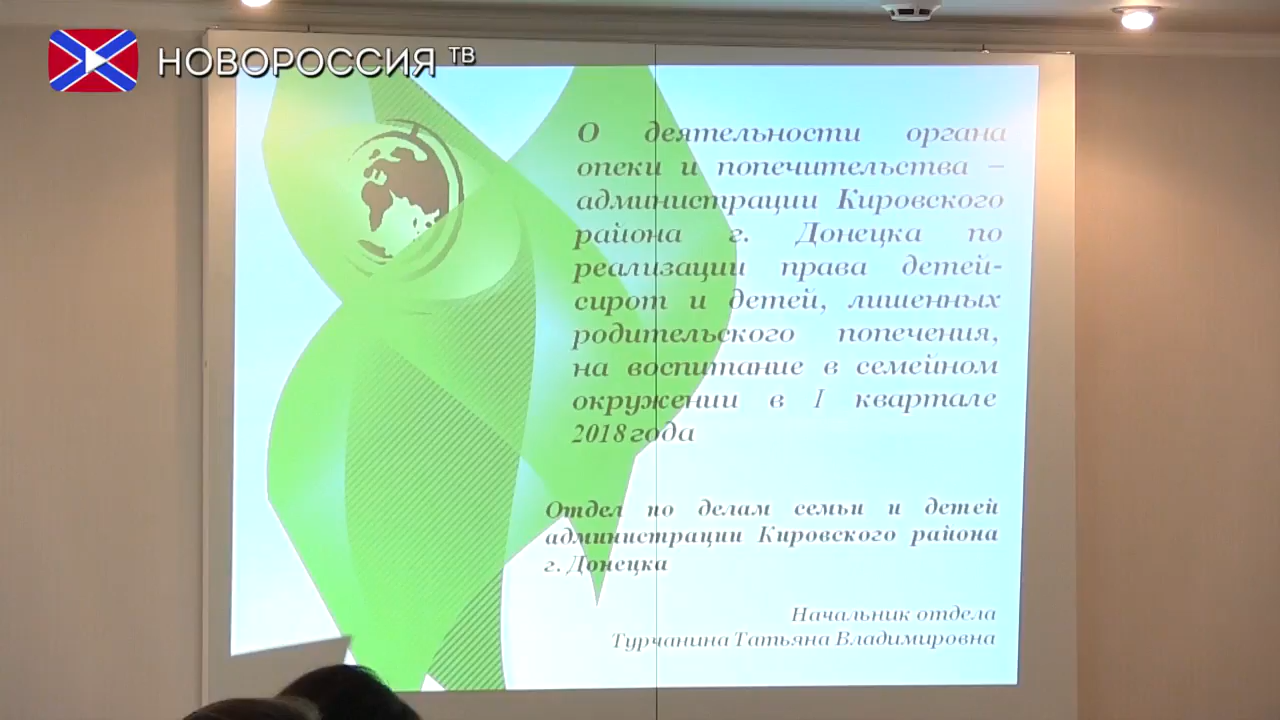 НОВОРОССИЯ ТВ
О деятельности органа
опеки и попечительства –
администрации Кировского
района г. Донецка по
реализации права детей-
сирот и детей, лишенных
родительского попечения,
на воспитание в семейном
окружении в I квартале
2018 года
Отдел по делам семьи и детей
администрации Кировского района
г. Донецка
Начальник отдела
Турчанина Татьяна Владимировна